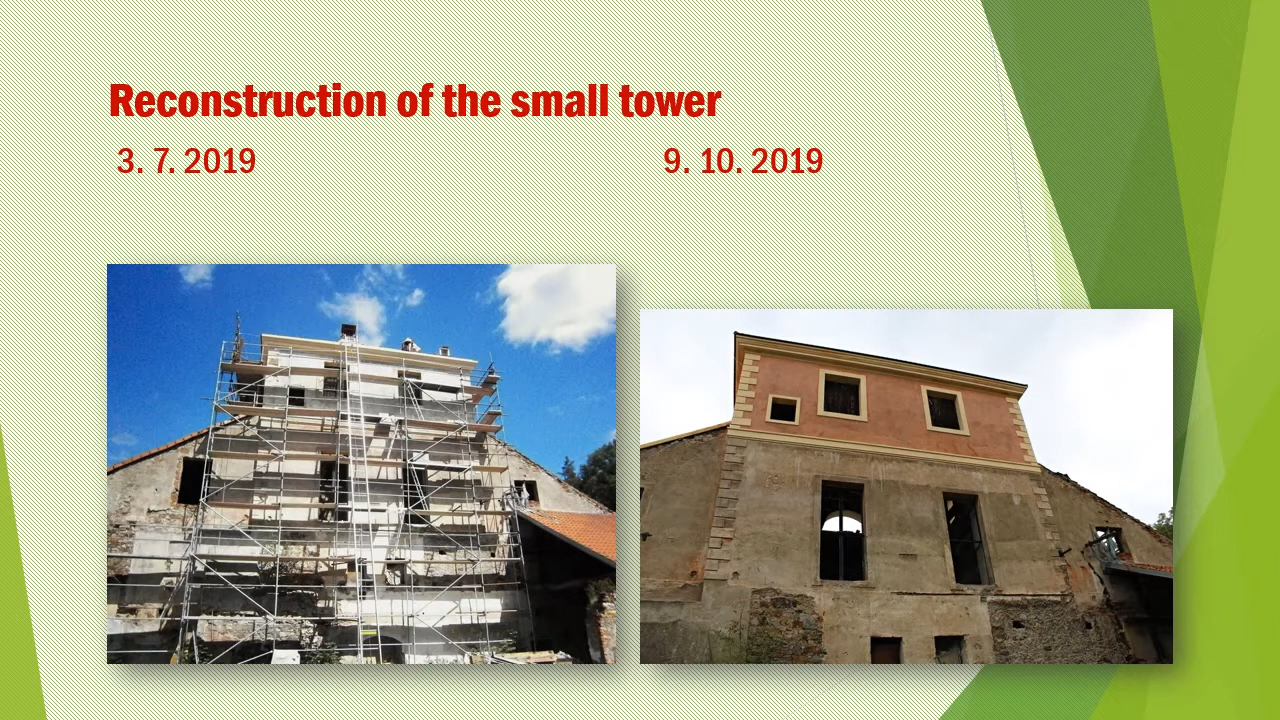 Reconstruction of the small tower
3. 7. 2019
9. 10. 2019